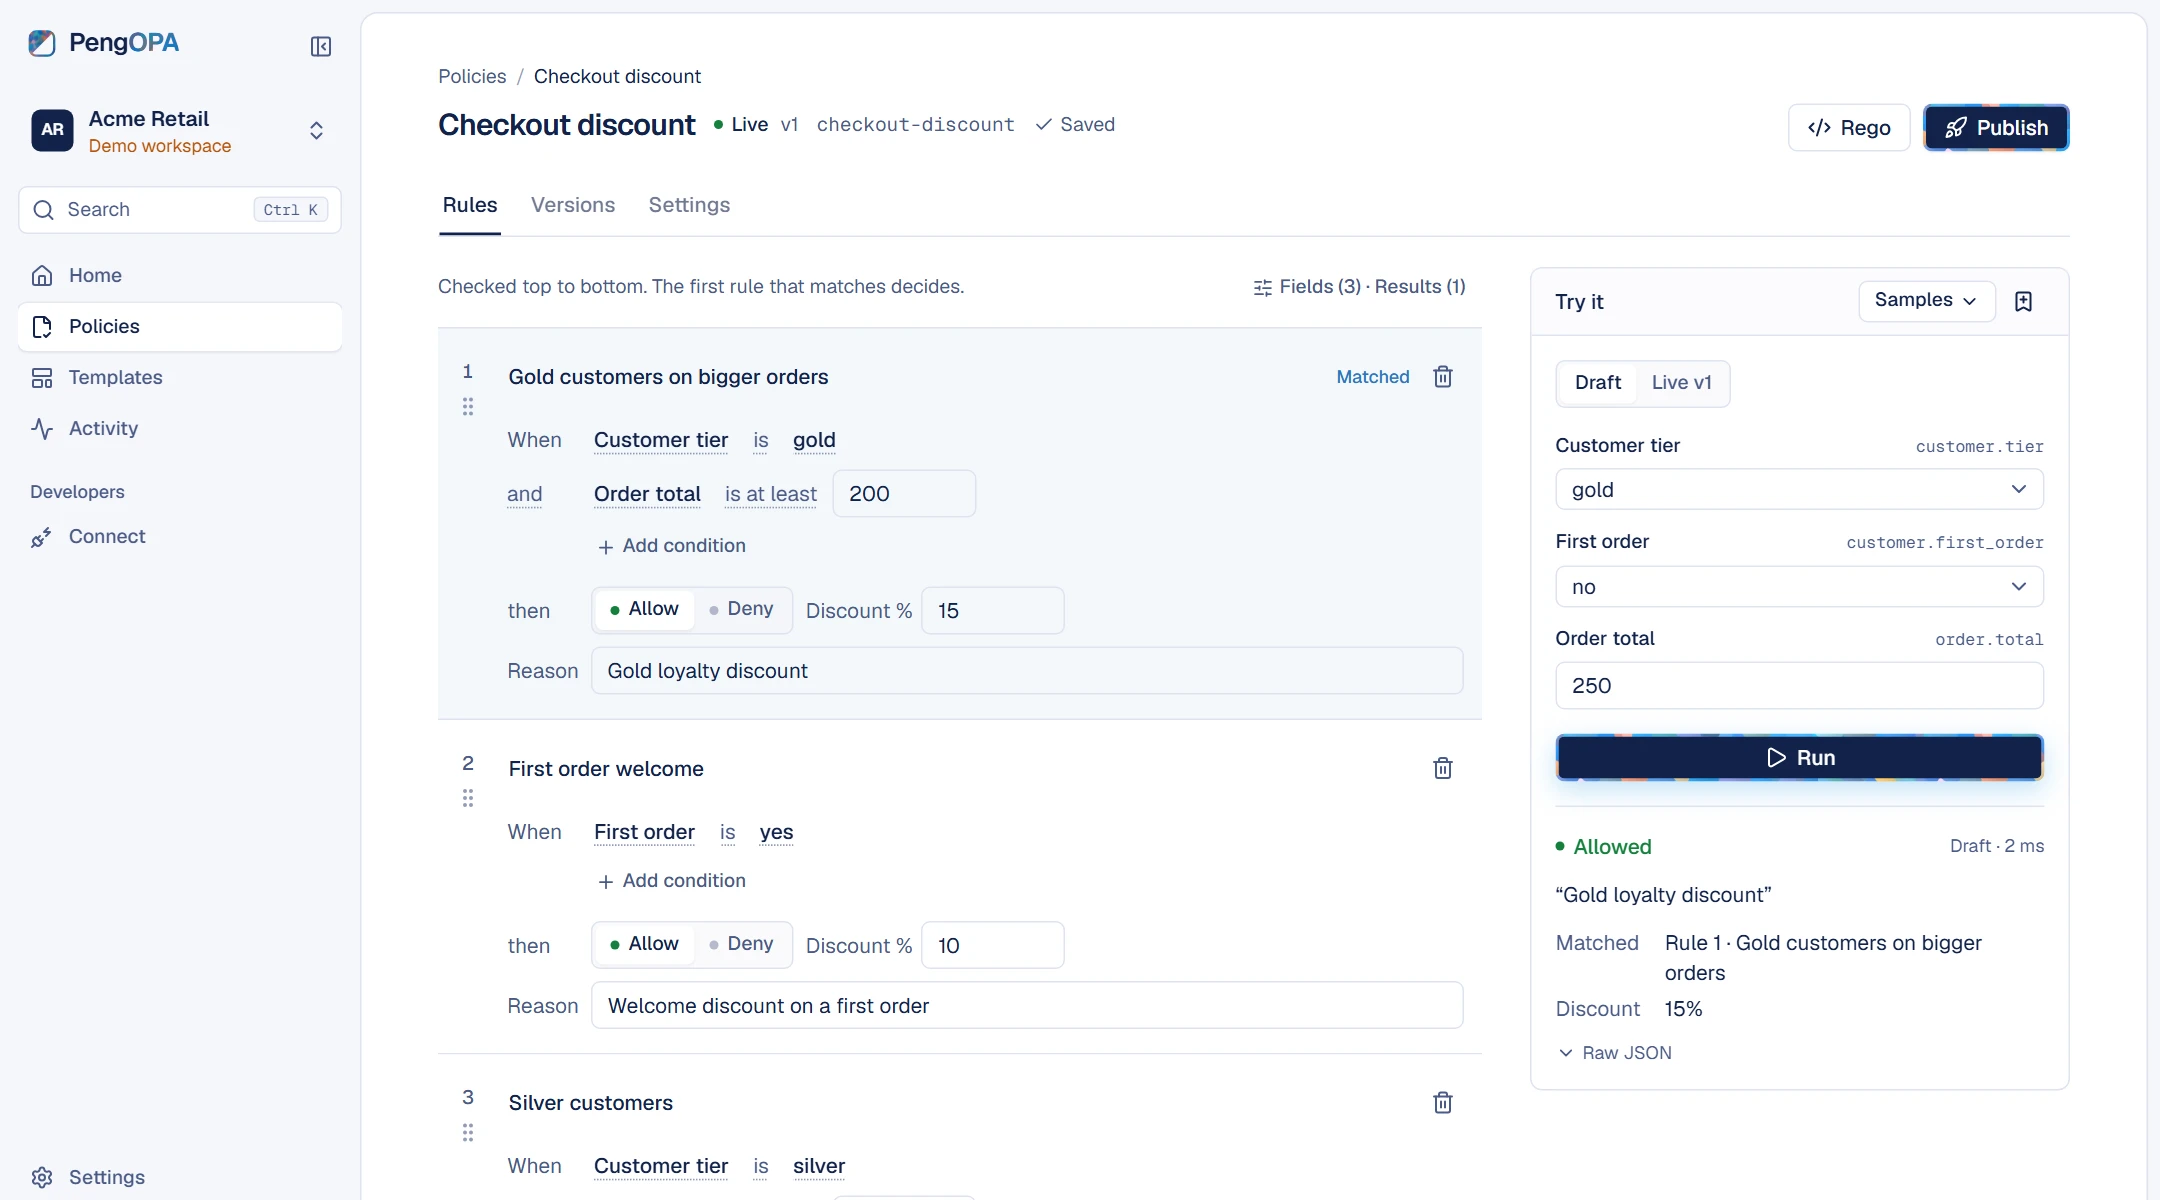 PengOPA
AR
Acme Retail
Demo workspace
Search
Ctrl K
Home
Policies
Templates
Activity
Developers
Connect
Settings
Policies / Checkout discount
Checkout discount
Live v1 checkout-discount Saved
Rego
Publish
Rules
Versions
Settings
Checked top to bottom. The first rule that matches decides.
Fields (3) · Results (1)
1
Gold customers on bigger orders
Matched
When Customer tier is gold
and Order total is at least 200
Add condition
then Allow Deny Discount % 15
Reason Gold loyalty discount
2
First order welcome
When First order is yes
Add condition
then Allow Deny Discount % 10
Reason Welcome discount on a first order
3
Silver customers
When Customer tier is silver
Try it
Samples
Draft
Live v1
Customer tier customer.tier
gold
First order customer.first_order
no
Order total order.total
250
Run
Allowed
Draft · 2 ms
“Gold loyalty discount”
Matched Rule 1 · Gold customers on bigger
orders
Discount 15%
Raw JSON